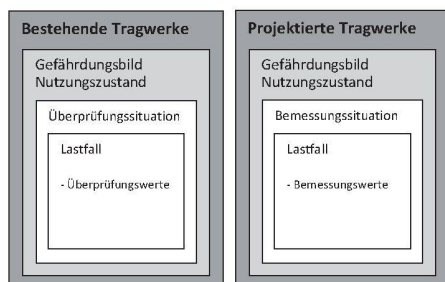 Bestehende Tragwerke
Gefährdungsbild
Nutzungszustand
Überprüfungssituation
Lastfall
- Überprüfungswerte
Projektierte Tragwerke
Gefährdungsbild
Nutzungszustand
Bemessungssituation
Lastfall
- Bemessungswerte